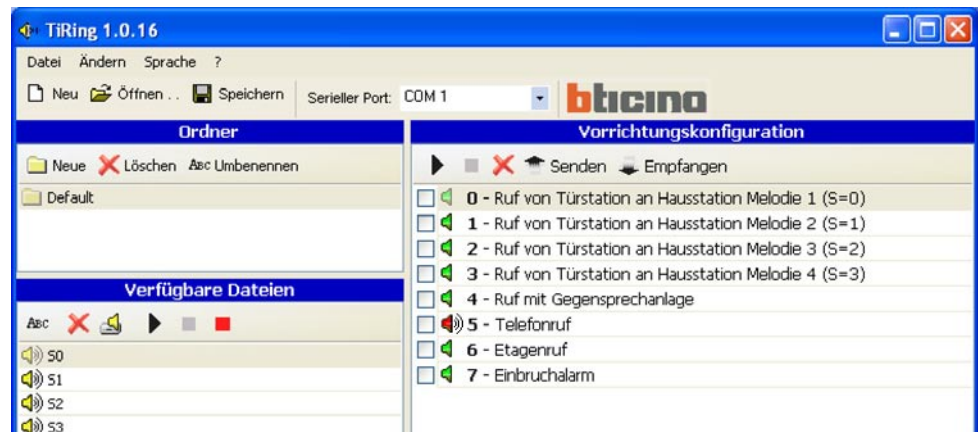 TiRing 1.0.16
Datei Ändern Sprache ?
Neu Öffnen . . Speichern Serieller Port: COM 1 bticino
Ordner
Neue Löschen ABC Umbenennen
Default
Verfügbare Dateien
ABC
S0
S1
S2
S3
Vorrichtungskonfiguration
Senden Empfangen
0 - Ruf von Türstation an Hausstation Melodie 1 (S=0)
1 - Ruf von Türstation an Hausstation Melodie 2 (S=1)
2 - Ruf von Türstation an Hausstation Melodie 3 (S=2)
3 - Ruf von Türstation an Hausstation Melodie 4 (S=3)
4 - Ruf mit Gegensprechanlage
5 - Telefonruf
6 - Etagenruf
7 - Einbruchalarm